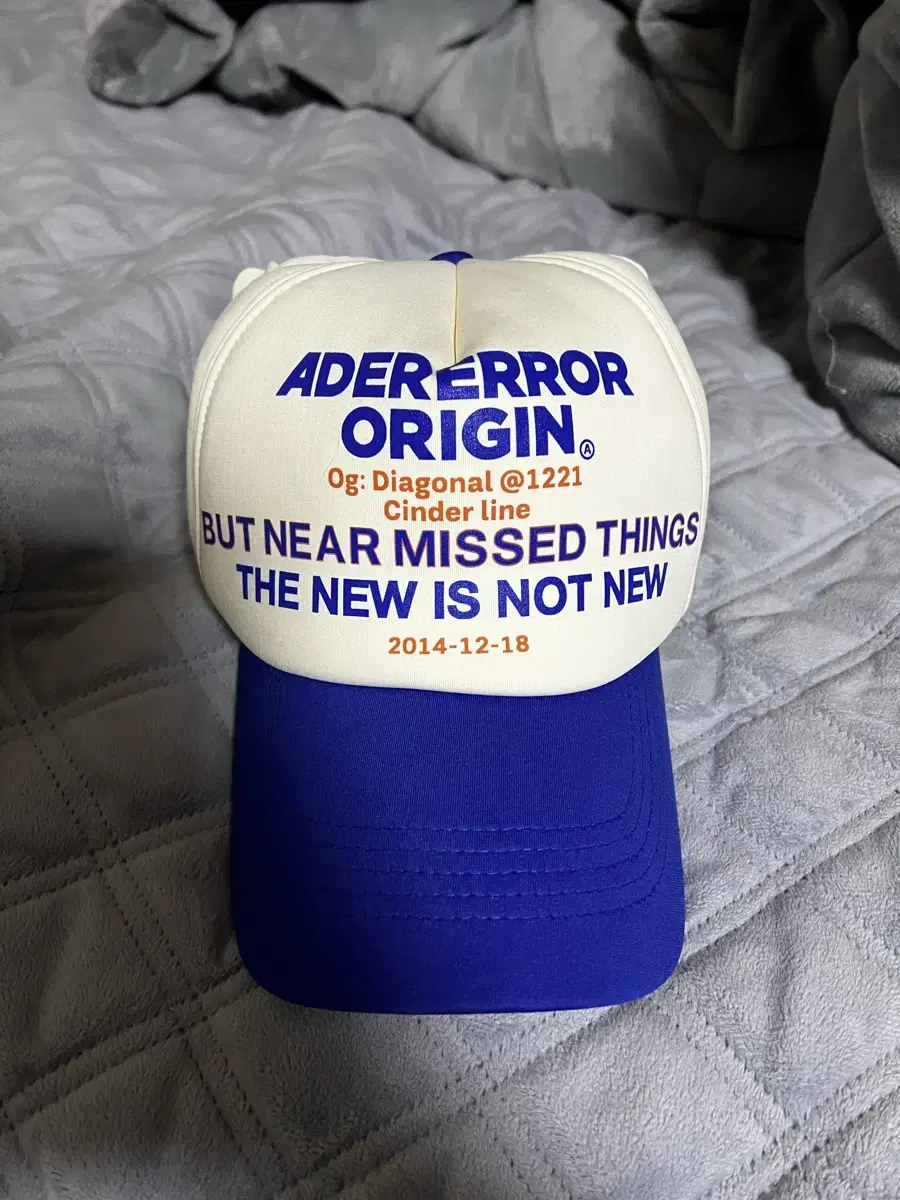 ADERERROR
ORIGIN Ⓐ
Og: Diagonal @1221
Cinder line
BUT NEAR MISSED THINGS
THE NEW IS NOT NEW
2014-12-18